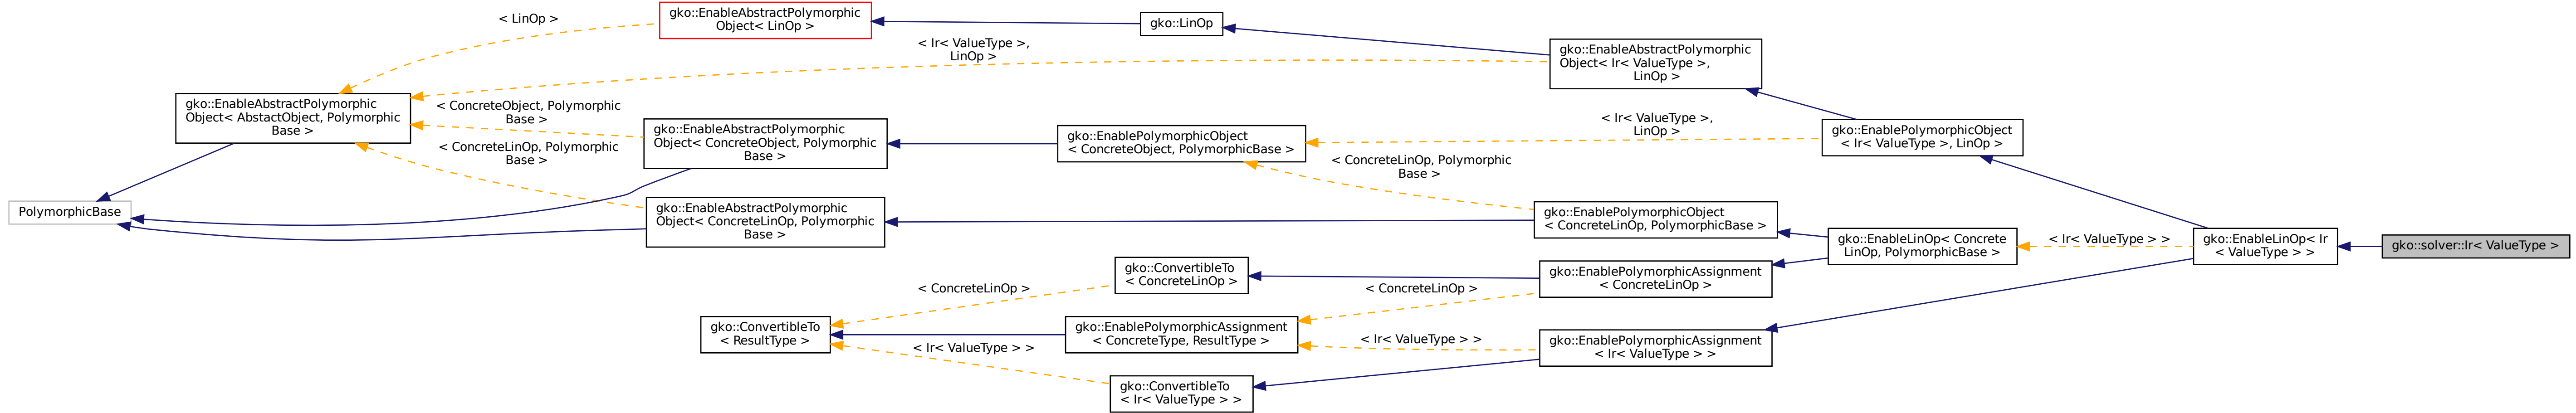 gko::EnableAbstractPolymorphic
Object< LinOp >
< LinOp >
gko::LinOp
< Ir< ValueType >,
LinOp >
gko::EnableAbstractPolymorphic
Object< Ir< ValueType >,
LinOp >
gko::EnableAbstractPolymorphic
Object< AbstactObject, Polymorphic
Base >
< ConcreteObject, Polymorphic
Base >
gko::EnableAbstractPolymorphic
Object< ConcreteObject, Polymorphic
Base >
gko::EnablePolymorphicObject
< ConcreteObject, PolymorphicBase >
< Ir< ValueType >,
LinOp >
gko::EnablePolymorphicObject
< Ir< ValueType >, LinOp >
< ConcreteLinOp, Polymorphic
Base >
< ConcreteLinOp, Polymorphic
Base >
PolymorphicBase
gko::EnableAbstractPolymorphic
Object< ConcreteLinOp, Polymorphic
Base >
gko::EnablePolymorphicObject
< ConcreteLinOp, PolymorphicBase >
gko::EnableLinOp< Concrete
LinOp, PolymorphicBase >
< Ir< ValueType > >
gko::EnableLinOp< Ir
< ValueType > >
gko::solver::Ir< ValueType >
gko::ConvertibleTo
< ConcreteLinOp >
gko::EnablePolymorphicAssignment
< ConcreteLinOp >
< ConcreteLinOp >
< ConcreteLinOp >
gko::ConvertibleTo
< ResultType >
gko::EnablePolymorphicAssignment
< ConcreteType, ResultType >
< Ir< ValueType > >
gko::EnablePolymorphicAssignment
< Ir< ValueType > >
< Ir< ValueType > >
gko::ConvertibleTo
< Ir< ValueType > >